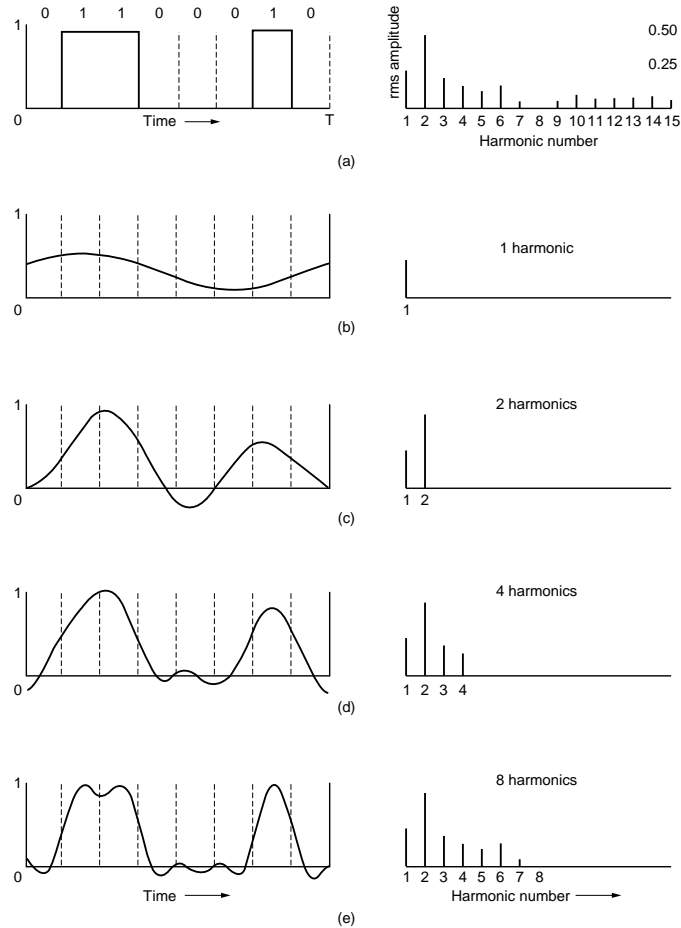 0 1 1 0 0 0 1 0
1
0
Time
T
rms amplitude
0.50
0.25
1 2 3 4 5 6 7 8 9 10 11 12 13 14 15
Harmonic number
(a)
1
0
1 harmonic
1
(b)
1
0
2 harmonics
1 2
(c)
1
0
4 harmonics
1 2 3 4
(d)
1
0
Time
8 harmonics
1 2 3 4 5 6 7 8
Harmonic number
(e)